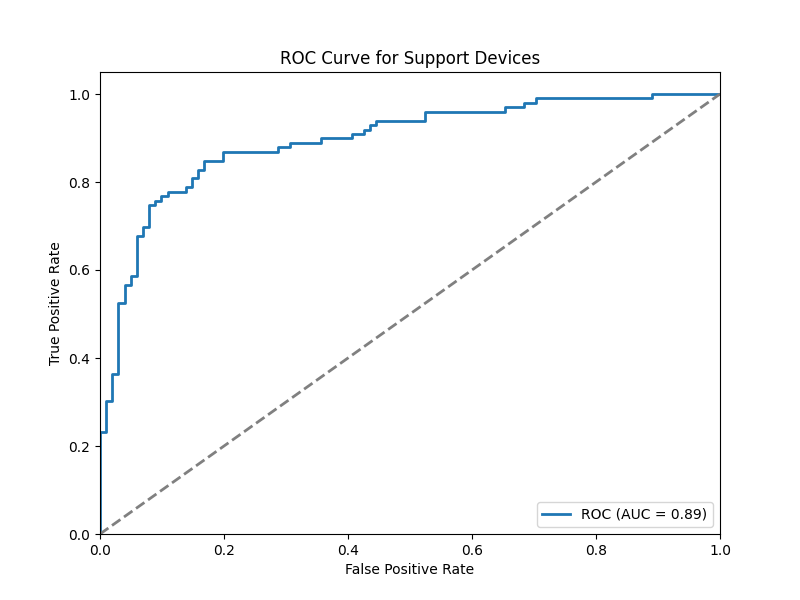 ROC Curve for Support Devices
True Positive Rate
1.0
0.8
0.6
0.4
0.2
0.0
ROC (AUC = 0.89)
0.0 0.2 0.4 0.6 0.8 1.0
False Positive Rate